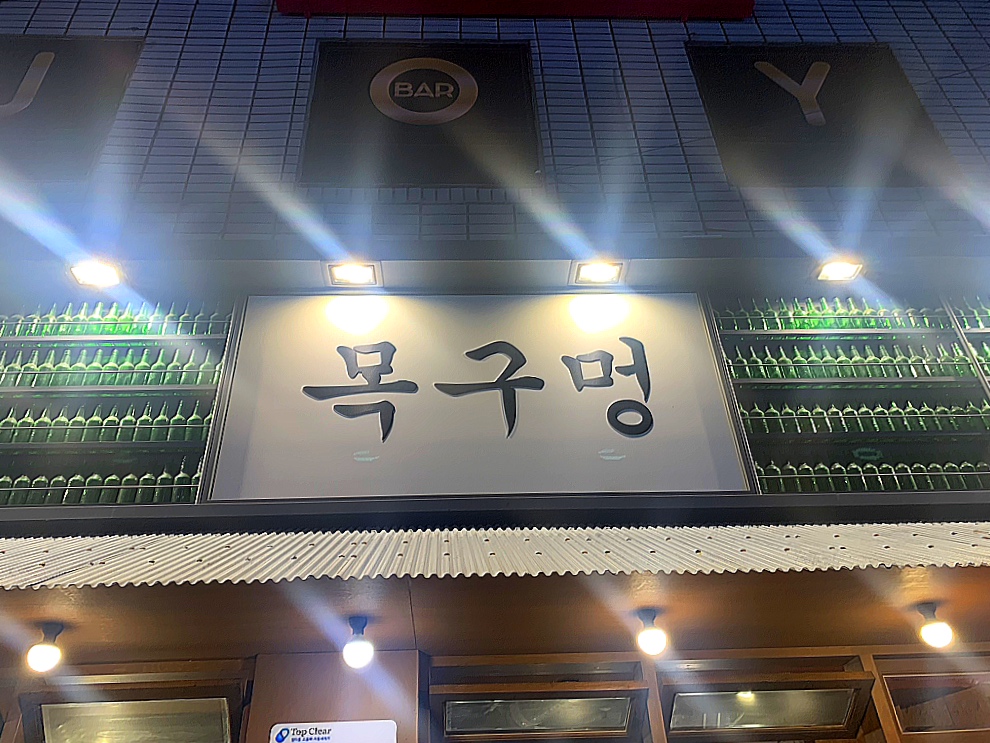 J
BAR
Y
목구멍
Top Clear